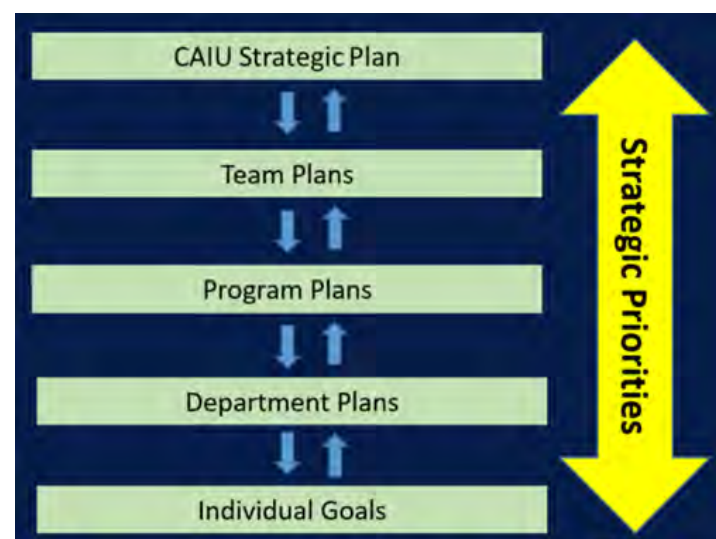 CAIU Strategic Plan
Team Plans
Program Plans
Department Plans
Individual Goals
Strategic Priorities